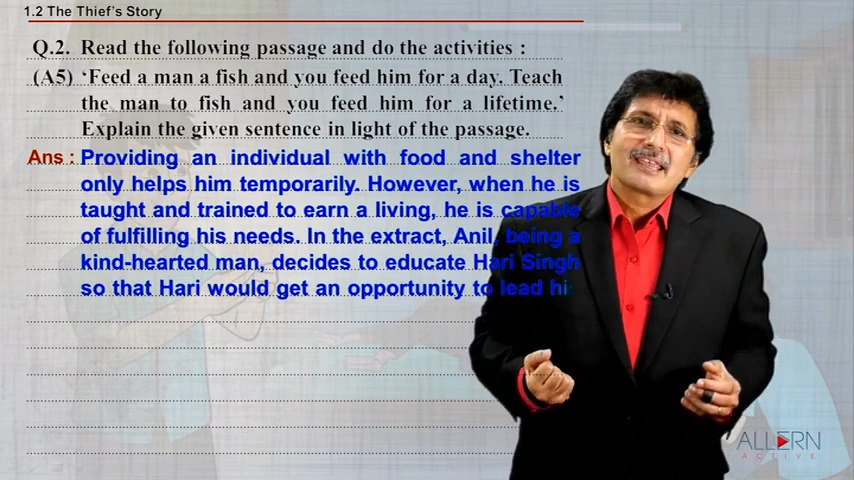 1.2 The Thief's Story
Q.2. Read the following passage and do the activities :
(A5) ‘Feed a man a fish and you feed him for a day. Teach
the man to fish and you feed him for a lifetime.’
Explain the given sentence in light of the passage.
Ans : Providing an individual with food and shelter
only helps him temporarily. However, when he is
taught and trained to earn a living, he is capable
of fulfilling his needs. In the extract, Anil, being a
kind-hearted man, decides to educate Hari Singh
so that Hari would get an opportunity to lead hi
ALLERN
ACTIVE